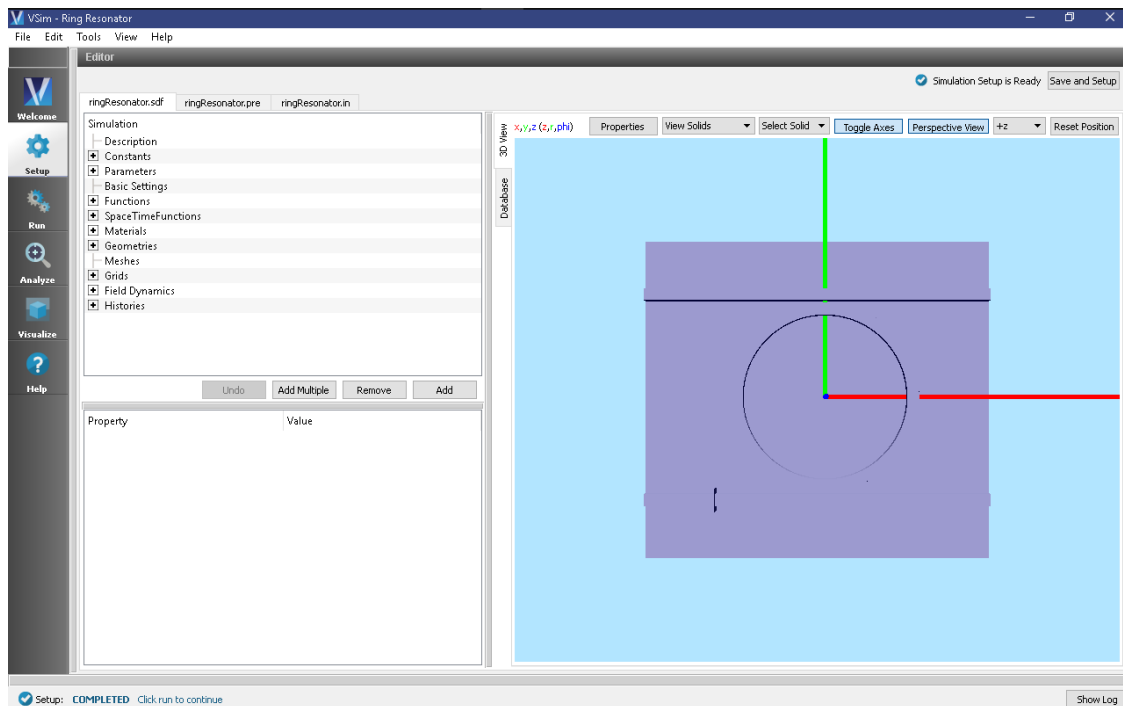 VSim - Ring Resonator
File Edit Tools View Help
Editor
Simulation Setup is Ready Save and Setup
ringResonator.sdf ringResonator.pre ringResonator.in
Welcome
Setup
Run
Analyze
Visualize
? Help
Simulation
Description
Constants
Parameters
Basic Settings
Functions
SpaceTimeFunctions
Materials
Geometries
Meshes
Grids
Field Dynamics
Histories
Undo Add Multiple Remove Add
Property Value
3D View
Database
x,y,z (z,r,phi) Properties View Solids Select Solid Toggle Axes Perspective View +z Reset Position
Setup: COMPLETED Click run to continue
Show Log